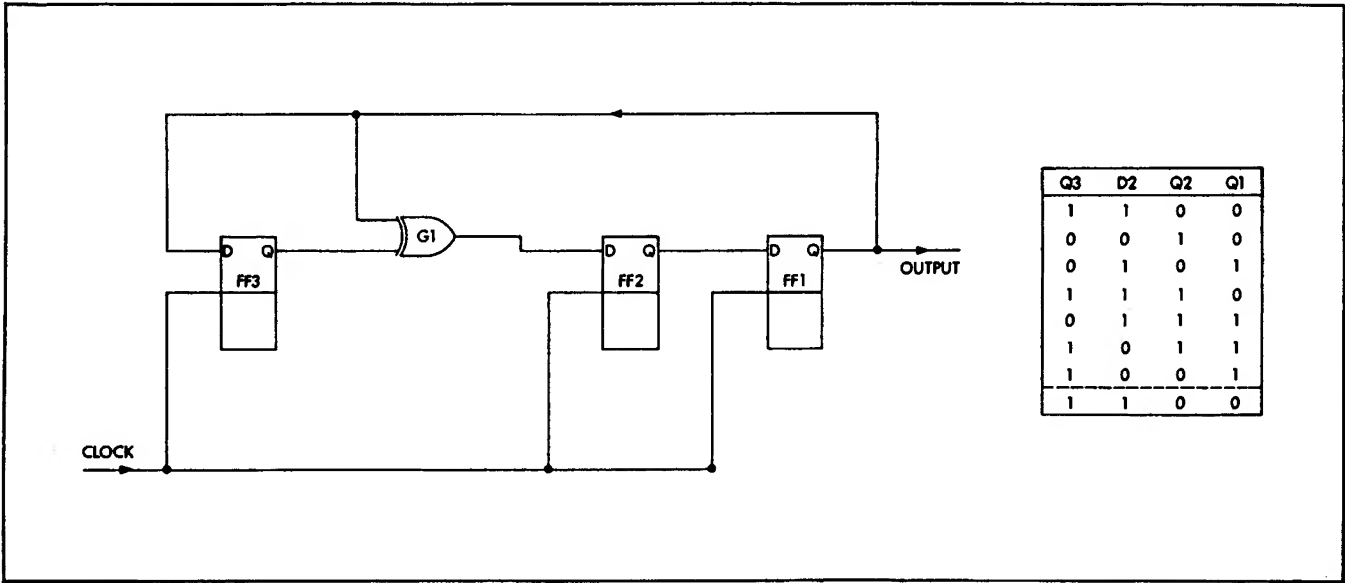 G1
D Q
FF3
D Q
FF2
D Q
FF1
OUTPUT
CLOCK
Q3 D2 Q2 Q1
1 1 0 0
0 0 1 0
0 1 0 1
1 1 1 0
0 1 1 1
1 0 1 1
1 0 0 1
1 1 0 0